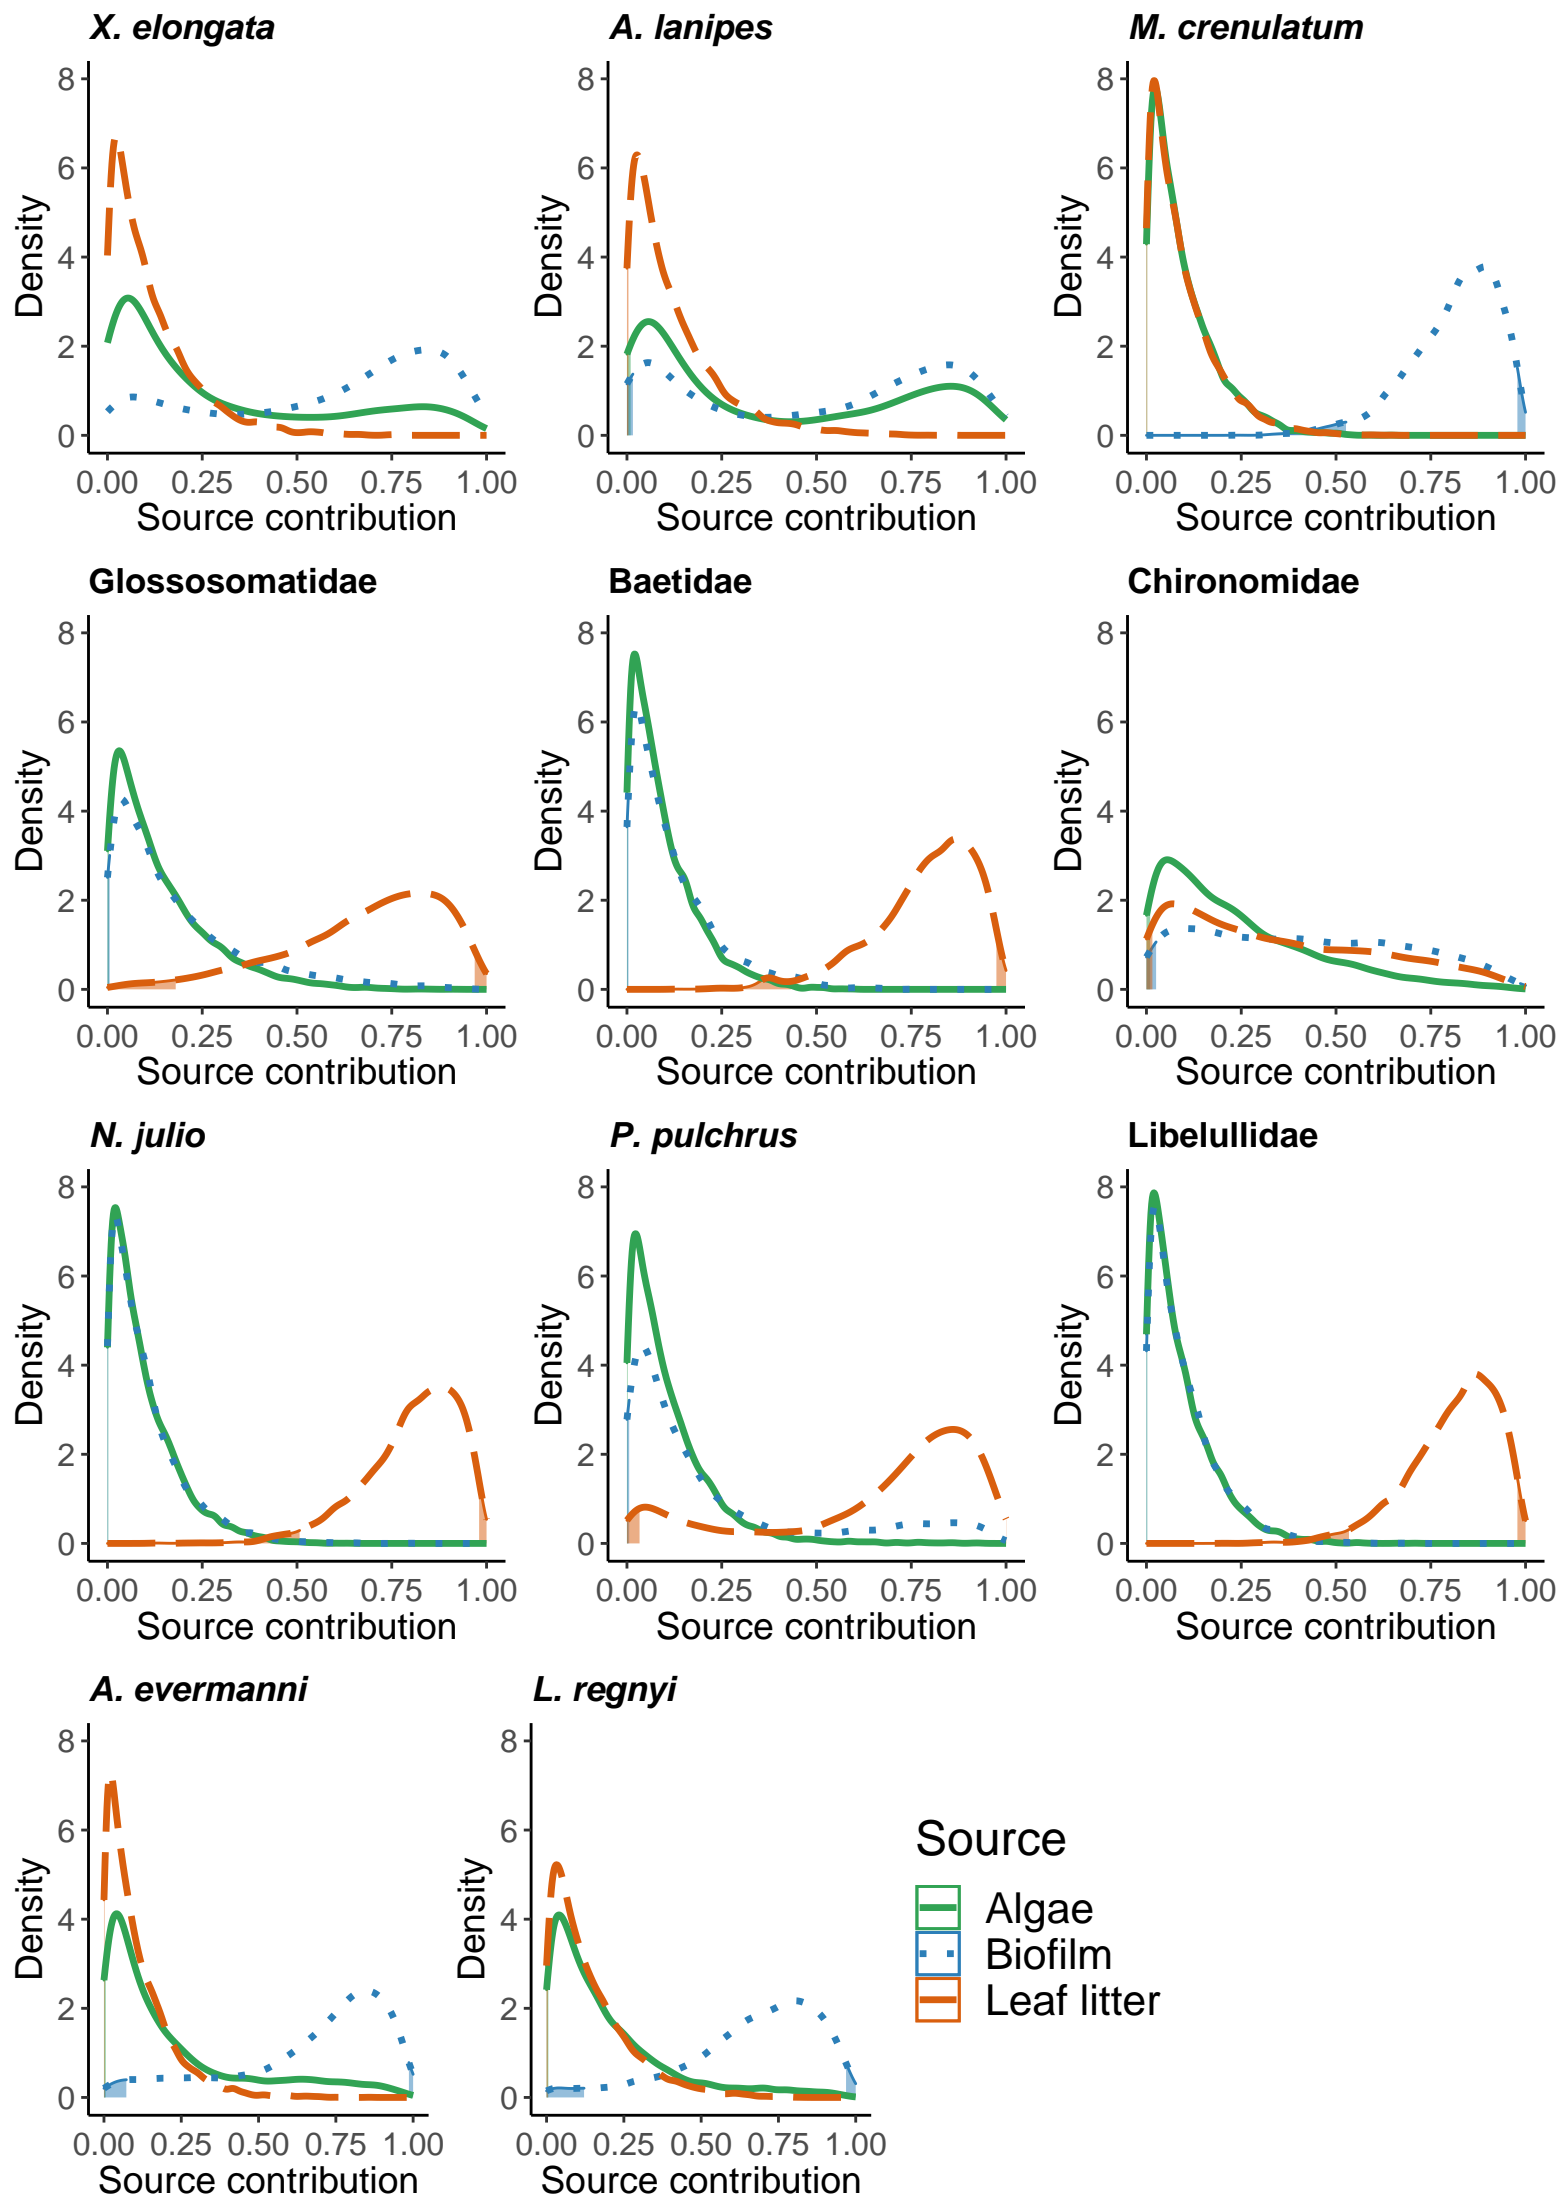 X. elongata A. lanipes M. crenulatum
8 8 8
6 6 6
4 4 4
2 2 2
0 0 0
Density Density Density
0.00 0.25 0.50 0.75 1.00 0.00 0.25 0.50 0.75 1.00 0.00 0.25 0.50 0.75 1.00
Source contribution Source contribution Source contribution
Glossosomatidae Baetidae Chironomidae
8 8 8
6 6 6
4 4 4
2 2 2
0 0 0
Density Density Density
0.00 0.25 0.50 0.75 1.00 0.00 0.25 0.50 0.75 1.00 0.00 0.25 0.50 0.75 1.00
Source contribution Source contribution Source contribution
N. julio P. pulchrus Libelullidae
8 8 8
6 6 6
4 4 4
2 2 2
0 0 0
Density Density Density
0.00 0.25 0.50 0.75 1.00 0.00 0.25 0.50 0.75 1.00 0.00 0.25 0.50 0.75 1.00
Source contribution Source contribution Source contribution
A. evermanni L. regnyi
8 8
6 6
4 4
2 2
0 0
Density Density
0.00 0.25 0.50 0.75 1.00 0.00 0.25 0.50 0.75 1.00
Source contribution Source contribution
Source
Algae
Biofilm
Leaf litter